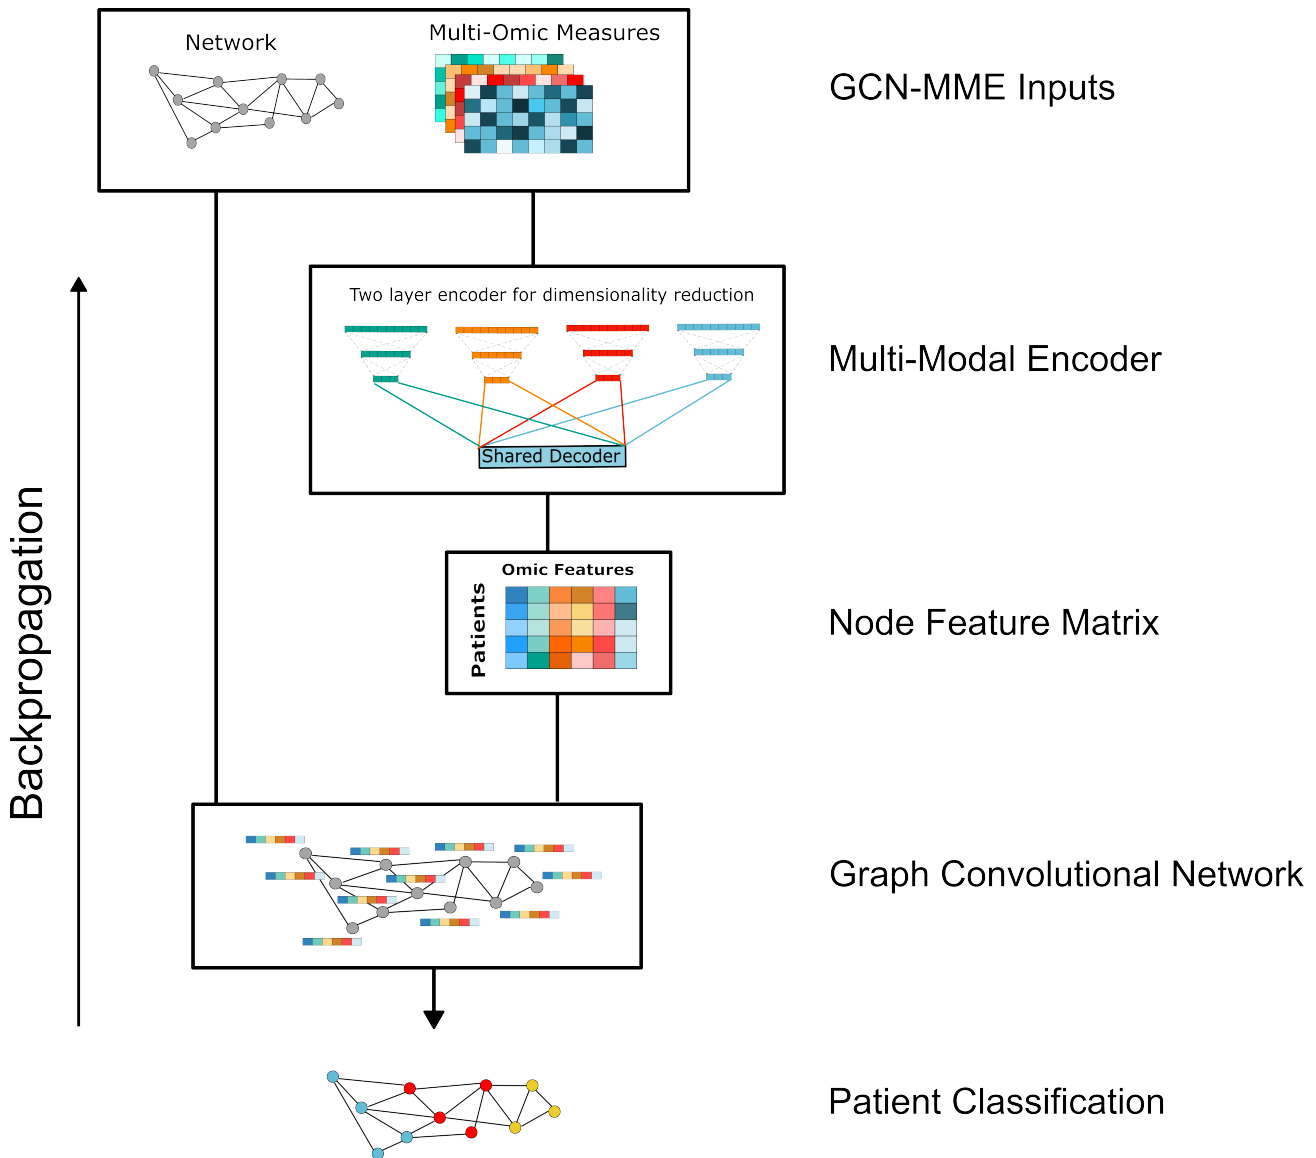 Network
Multi-Omic Measures
GCN-MME Inputs
Two layer encoder for dimensionality reduction
Shared Decoder
Multi-Modal Encoder
Backpropagation
Omic Features
Patients
Node Feature Matrix
Graph Convolutional Network
Patient Classification